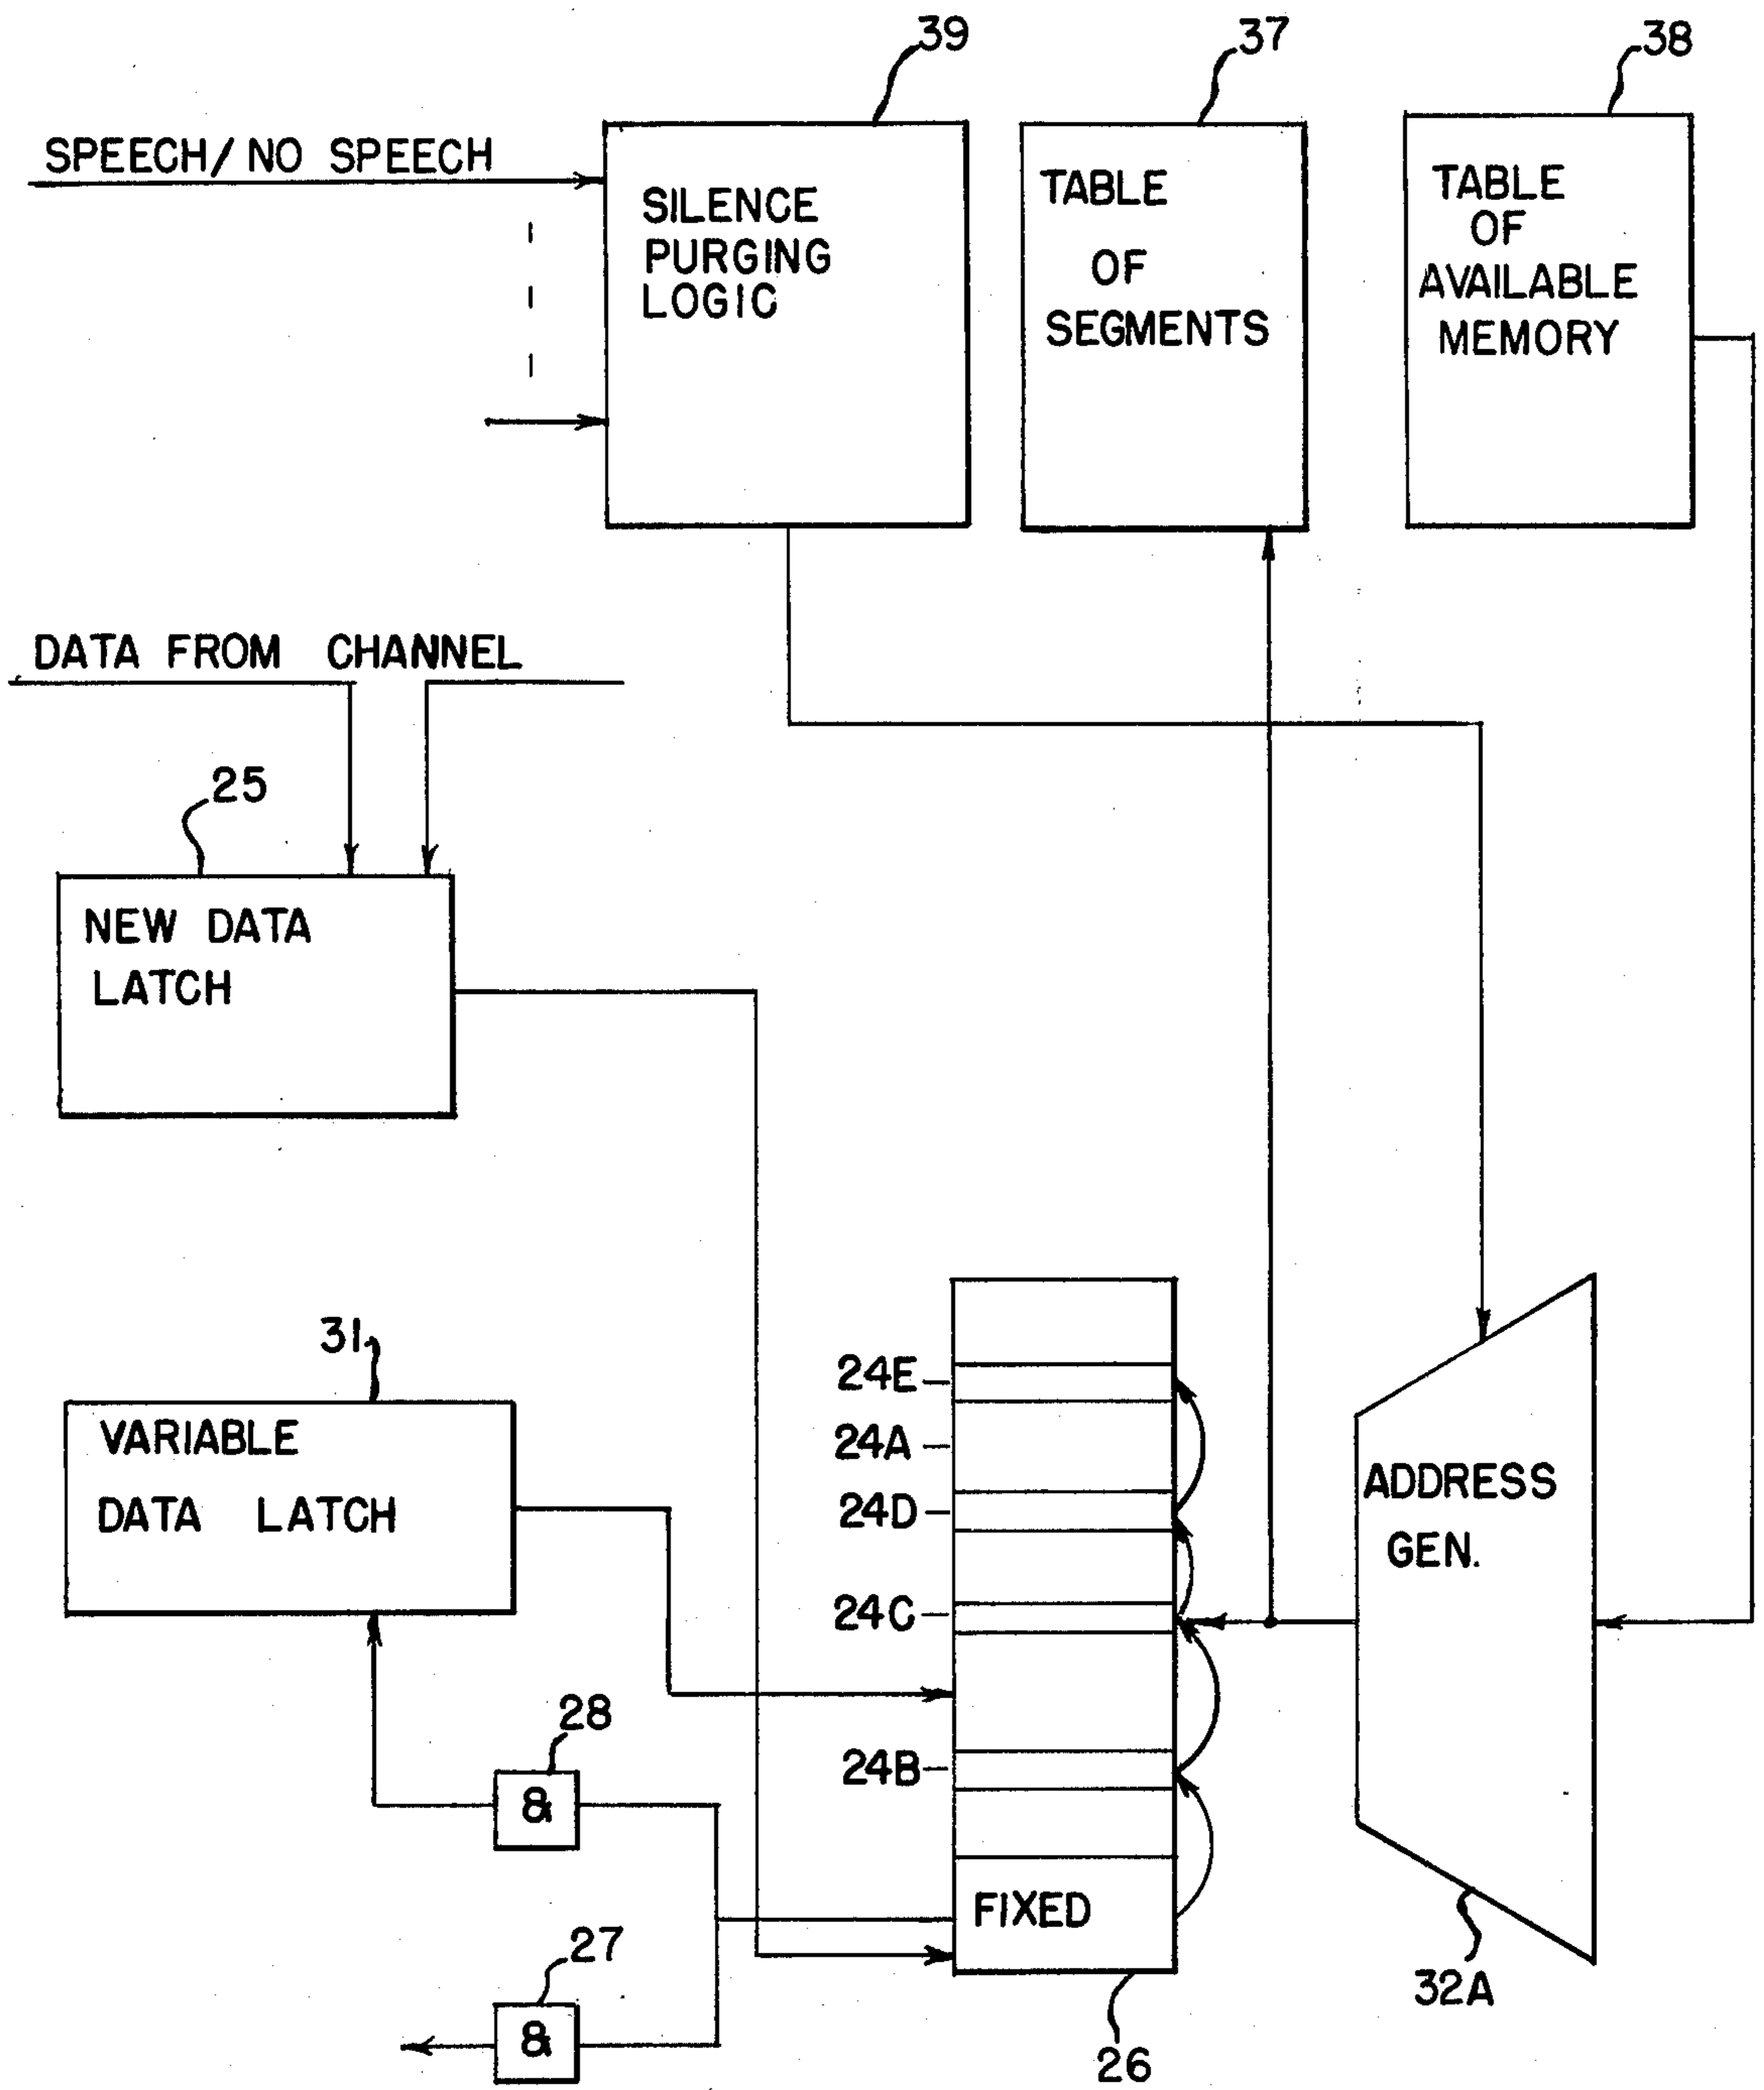 39
37
38
SPEECH/NO SPEECH
SILENCE
PURGING
LOGIC
TABLE
OF
SEGMENTS
TABLE
OF
AVAILABLE
MEMORY
DATA FROM CHANNEL
25
NEW DATA
LATCH
31
VARIABLE
DATA LATCH
24E
24A
24D
24C
24B
FIXED
26
ADDRESS
GEN.
32A
28
&
27
&